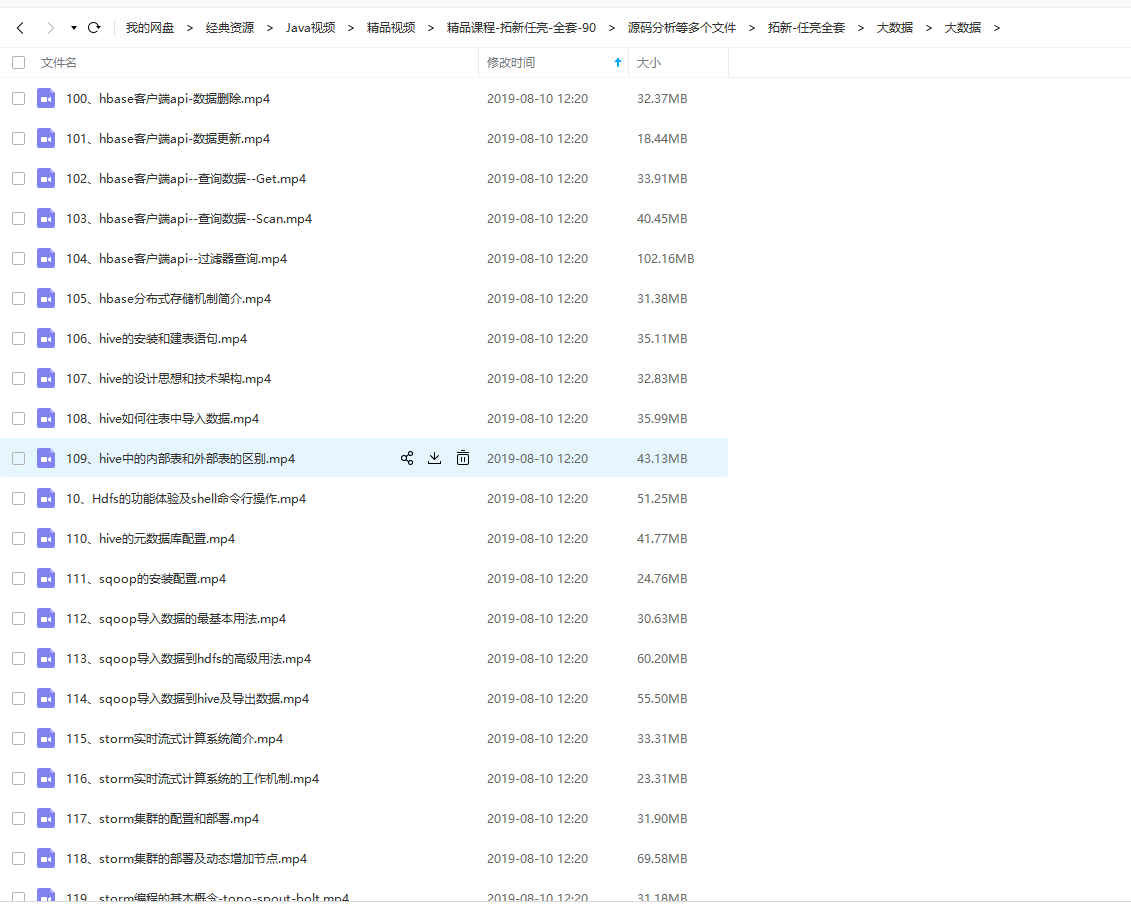 我的网盘 > 经典资源 > Java视频 > 精品视频 > 精品课程-拓新任亮-全套-90 > 源码分析等多个文件 > 拓新-任亮全套 > 大数据 > 大数据 >
文件名 修改时间 大小
100、hbase客户端api-数据删除.mp4 2019-08-10 12:20 32.37MB
101、hbase客户端api-数据更新.mp4 2019-08-10 12:20 18.44MB
102、hbase客户端api--查询数据--Get.mp4 2019-08-10 12:20 33.91MB
103、hbase客户端api--查询数据--Scan.mp4 2019-08-10 12:20 40.45MB
104、hbase客户端api--过滤器查询.mp4 2019-08-10 12:20 102.16MB
105、hbase分布式存储机制简介.mp4 2019-08-10 12:20 31.38MB
106、hive的安装和建表语句.mp4 2019-08-10 12:20 35.11MB
107、hive的设计思想和技术架构.mp4 2019-08-10 12:20 32.83MB
108、hive如何往表中导入数据.mp4 2019-08-10 12:20 35.99MB
109、hive中的内部表和外部表的区别.mp4 2019-08-10 12:20 43.13MB
10、Hdfs的功能体验及shell命令行操作.mp4 2019-08-10 12:20 51.25MB
110、hive的元数据库配置.mp4 2019-08-10 12:20 41.77MB
111、sqoop的安装配置.mp4 2019-08-10 12:20 24.76MB
112、sqoop导入数据的最基本用法.mp4 2019-08-10 12:20 30.63MB
113、sqoop导入数据到hdfs的高级用法.mp4 2019-08-10 12:20 60.20MB
114、sqoop导入数据到hive及导出数据.mp4 2019-08-10 12:20 55.50MB
115、storm实时流式计算系统简介.mp4 2019-08-10 12:20 33.31MB
116、storm实时流式计算系统的工作机制.mp4 2019-08-10 12:20 23.31MB
117、storm集群的配置和部署.mp4 2019-08-10 12:20 31.90MB
118、storm集群的部署及动态增加节点.mp4 2019-08-10 12:20 69.58MB
119、storm编程的基本概念-topo-spout-bolt.mp4 2019-08-10 12:20 31.18MB